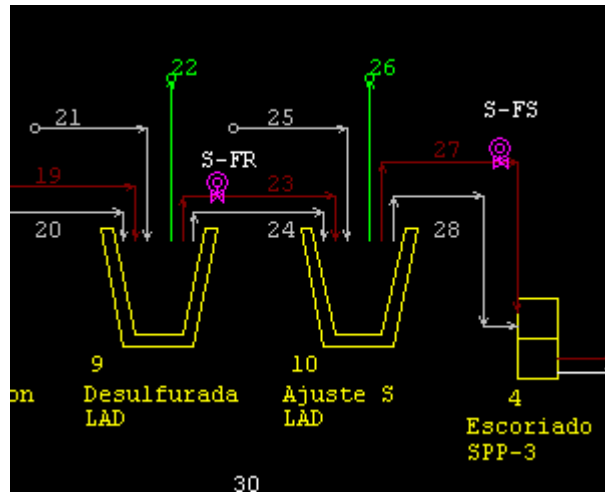 22
26
21
25
S-FS
S-FR
27
19
23
20
24
28
9
10
4
on
Desulfurada
LAD
Ajuste S
LAD
Escoriado
SPP-3
30